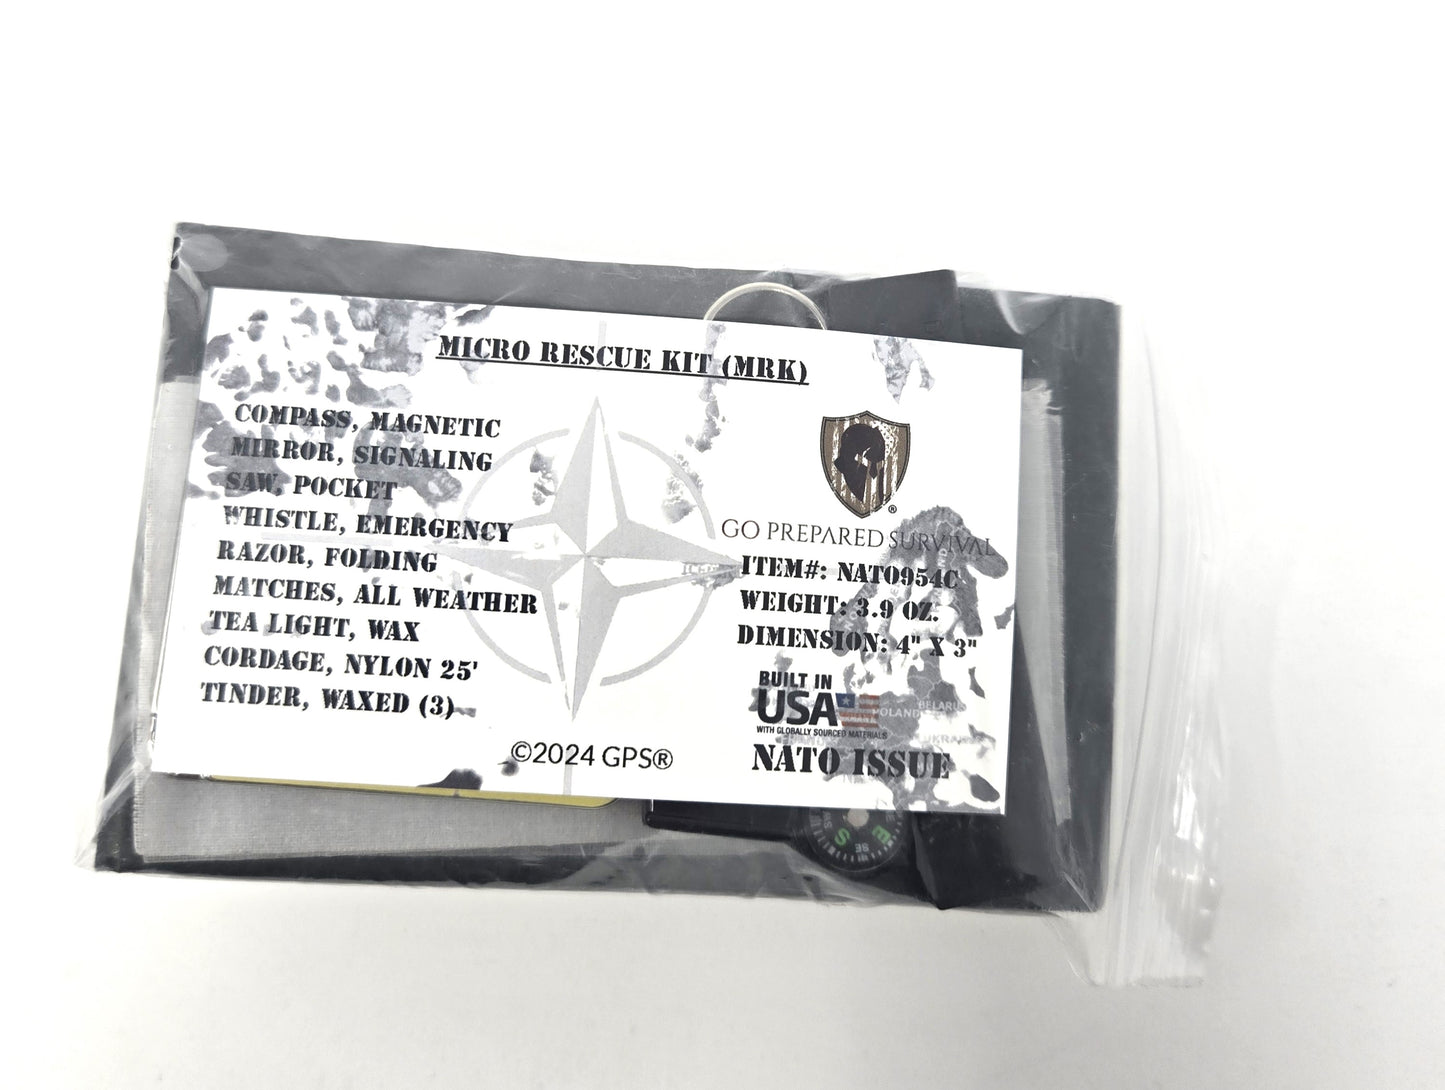 MICRO RESCUE KIT (MRK)
COMPASS, MAGNETIC
MIRROR, SIGNALING
SAW, POCKET
WHISTLE, EMERGENCY
RAZOR, FOLDING
MATCHES, ALL WEATHER
TEA LIGHT, WAX
CORDAGE, NYLON 25'
TINDER, WAXED (3)
©2024 GPS®
®
GO PREPARED SURVIVAL
ITEM#: NATO954C
WEIGHT: 3.9 OZ.
DIMENSION: 4" X 3"
BUILT IN
USA
WITH GLOBALLY SOURCED MATERIALS
NATO ISSUE
POLAND
S
SE
E